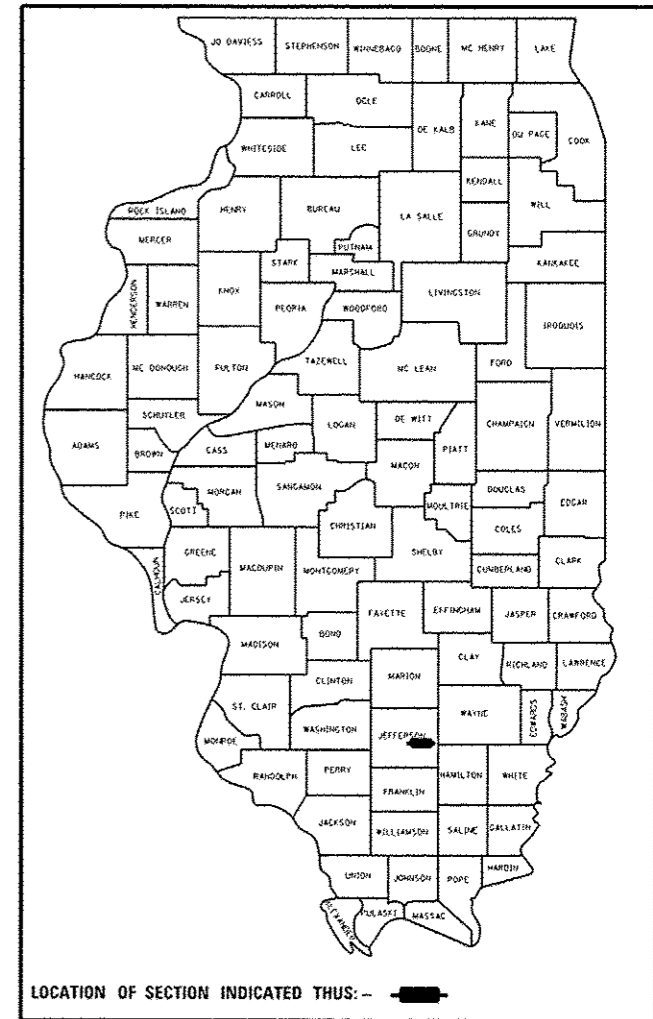 JO DAVIESS STEPHENSON WINNEBAGO BOONE MC HENRY LAKE
CARROLL OGLE DE KALB KANE DU PAGE COOK
WHITESIDE LEE KENDALL WILL
ROCK ISLAND HENRY BUREAU LA SALLE GRUNDY
MERCER PUTNAM KANKAKEE
STARK MARSHALL
HENDERSON WARREN KNOX PEORIA WOODFORD LIVINGSTON IROQUOIS
HANCOCK MC DONOUGH FULTON TAZEWELL MC LEAN FORD
SCHUYLER MASON LOGAN DE WITT CHAMPAIGN VERMILION
ADAMS BROWN CASS MENARD MACON PIATT
PIKE SCOTT MORGAN SANGAMON CHRISTIAN MOULTRIE DOUGLAS EDGAR
COLES
CALHOUN GREENE MACOUPIN MONTGOMERY SHELBY CUMBERLAND CLARK
JERSEY FAYETTE EFFINGHAM JASPER CRAWFORD
MADISON BOND CLAY RICHLAND LAWRENCE
CLINTON MARION
ST. CLAIR WASHINGTON JEFFERSON WAYNE EDWARDS WABASH
MONROE
RANDOLPH PERRY HAMILTON WHITE
FRANKLIN
JACKSON WILLIAMSON SALINE GALLATIN
UNION JOHNSON POPE HARDIN
ALEXANDER PULASKI MASSAC
LOCATION OF SECTION INDICATED THUS: –